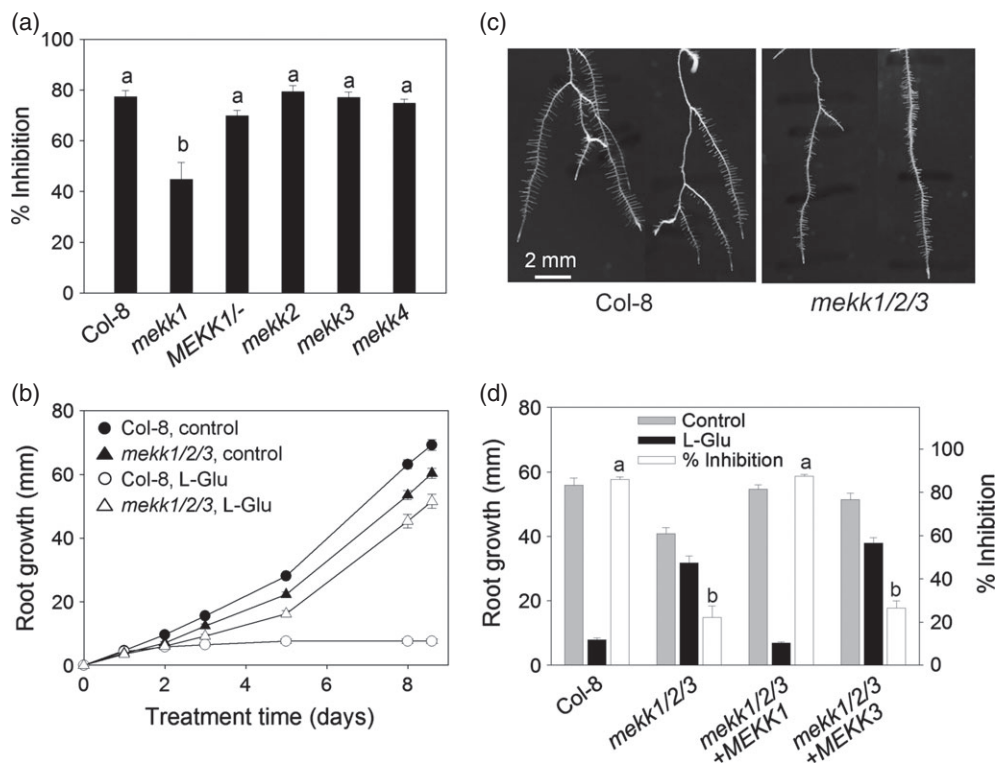 (a)
100
80
60
40
20
0
% Inhibition
a
b
a
a
a
a
Col-8
mekk1
MEKK1/-
mekk2
mekk3
mekk4
(c)
2 mm
Col-8
mekk1/2/3
(b)
80
60
40
20
0
Root growth (mm)
Col-8, control
mekk1/2/3, control
Col-8, L-Glu
mekk1/2/3, L-Glu
0
2
4
6
8
Treatment time (days)
(d)
80
60
40
20
0
Root growth (mm)
Control
L-Glu
% Inhibition
a
b
a
b
100
80
60
40
20
0
% Inhibition
Col-8
mekk1/2/3
mekk1/2/3
+MEKK1
mekk1/2/3
+MEKK3